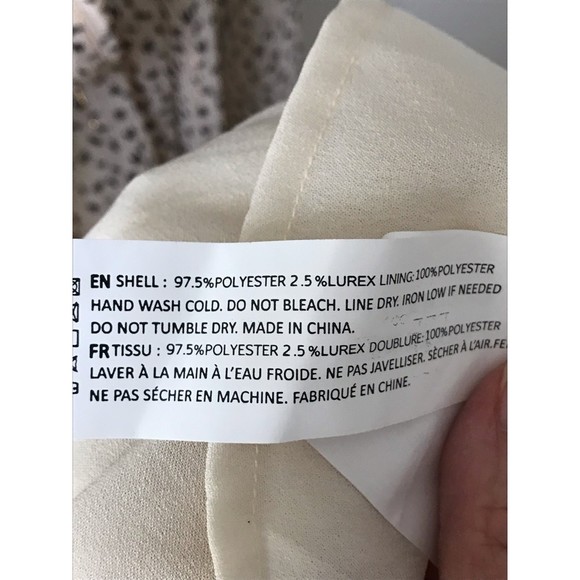 EN SHELL : 97.5%POLYESTER 2.5 %LUREX LINING:100%POLYESTER
HAND WASH COLD. DO NOT BLEACH. LINE DRY. IRON LOW IF NEEDED
DO NOT TUMBLE DRY. MADE IN CHINA.
FR TISSU : 97.5%POLYESTER 2.5 %LUREX DOUBLURE:100%POLYESTER
LAVER À LA MAIN À L'EAU FROIDE. NE PAS JAVELLISER. SÈCHER À L'AIR.FE
NE PAS SÉCHER EN MACHINE. FABRIQUÉ EN CHINE.